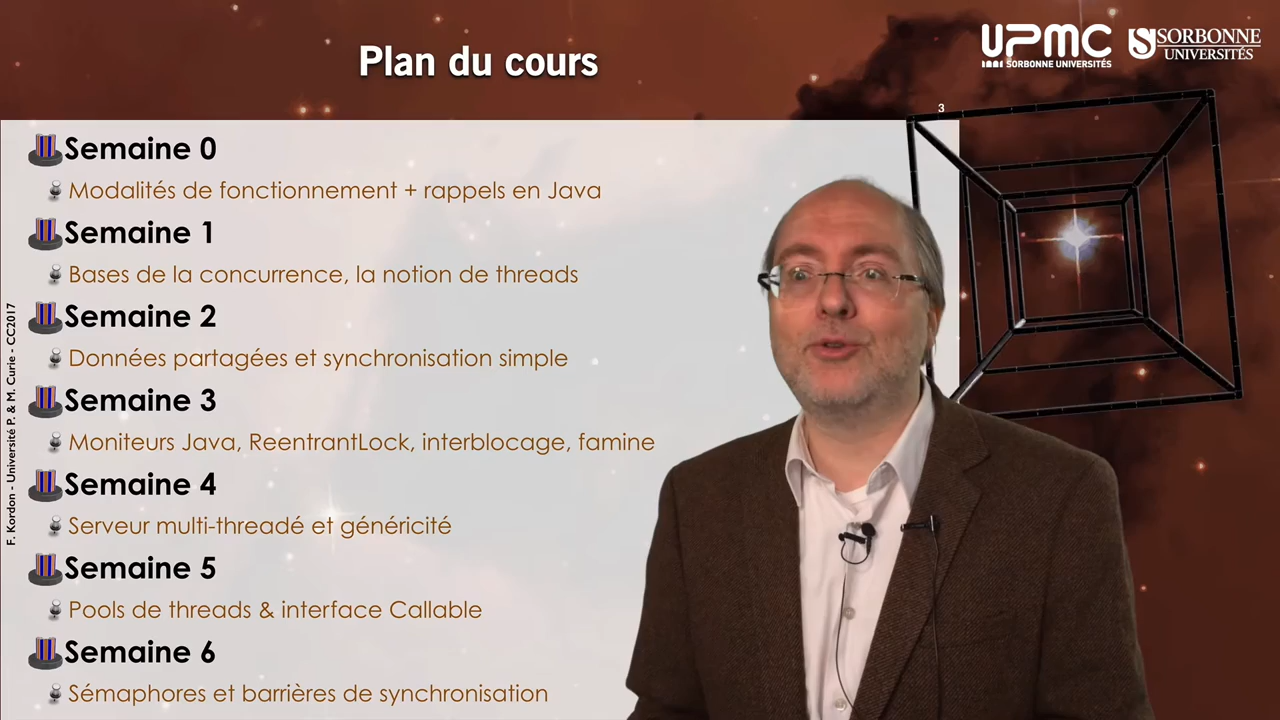 Plan du cours
UPMC
SORBONNE UNIVERSITÉS
SORBONNE
UNIVERSITÉS
3
Semaine 0
Modalités de fonctionnement + rappels en Java
Semaine 1
Bases de la concurrence, la notion de threads
Semaine 2
Données partagées et synchronisation simple
Semaine 3
Moniteurs Java, ReentrantLock, interblocage, famine
Semaine 4
Serveur multi-threadé et généricité
Semaine 5
Pools de threads & interface Callable
Semaine 6
Sémaphores et barrières de synchronisation
F. Kordon - Université P. & M. Curie - CC2017